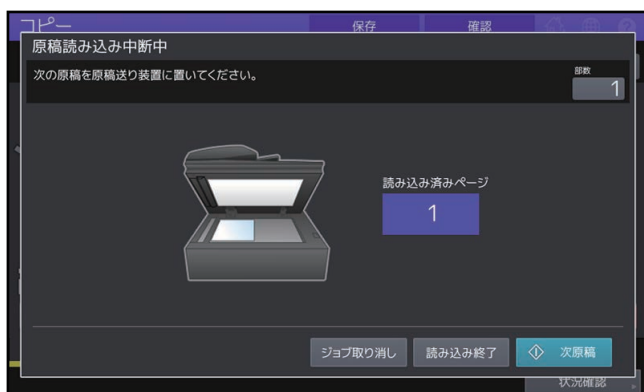 コピー
保存
確認
原稿読み込み中断中
次の原稿を原稿送り装置に置いてください。
部数
1
読み込み済みページ
1
ジョブ取り消し
読み込み終了
次原稿
状況確認